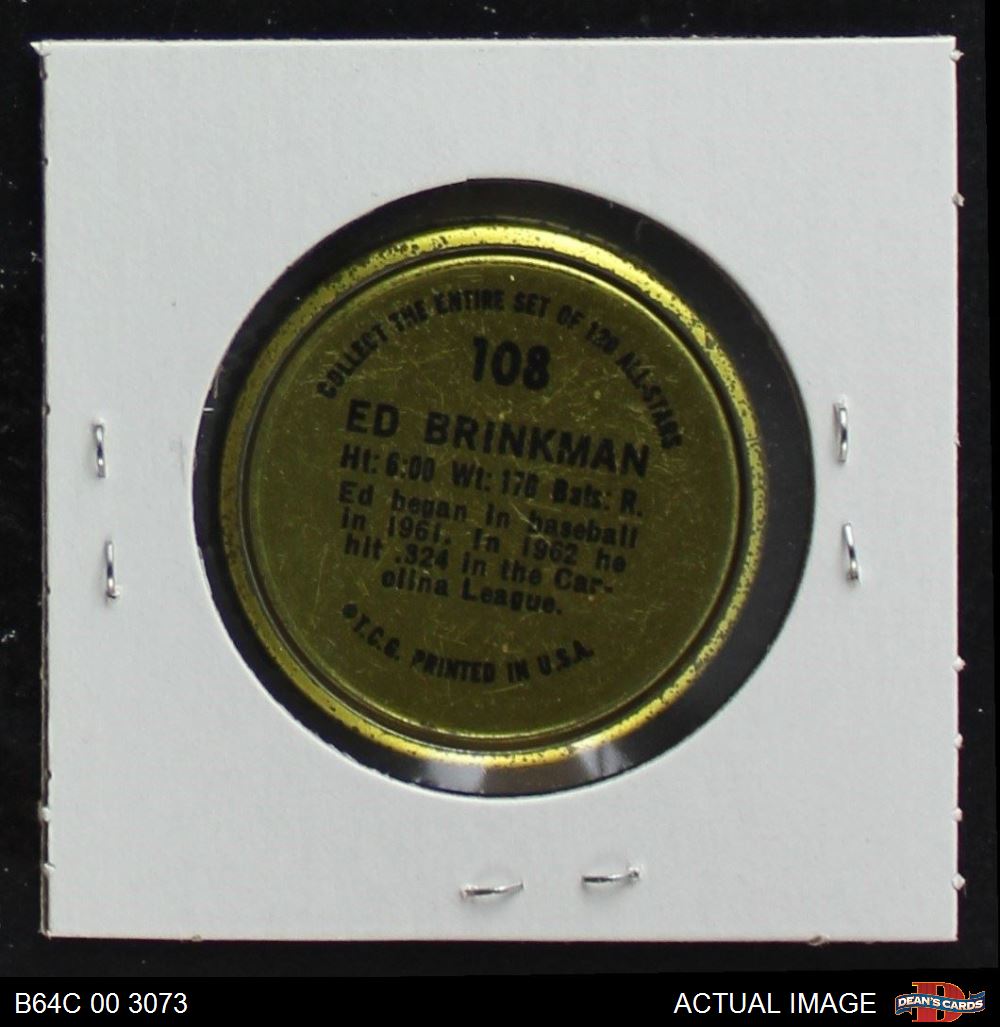 COLLECT THE ENTIRE SET OF 120 ALL-STARS
108
ED BRINKMAN
Ht: 6:00 Wt: 170 Bats: R.
Ed began in baseball
in 1961. In 1962 he
hit .324 in the Car-
olina League.
©T.C.G. PRINTED IN U.S.A.
B64C 00 3073
ACTUAL IMAGE
DEAN'S CARDS